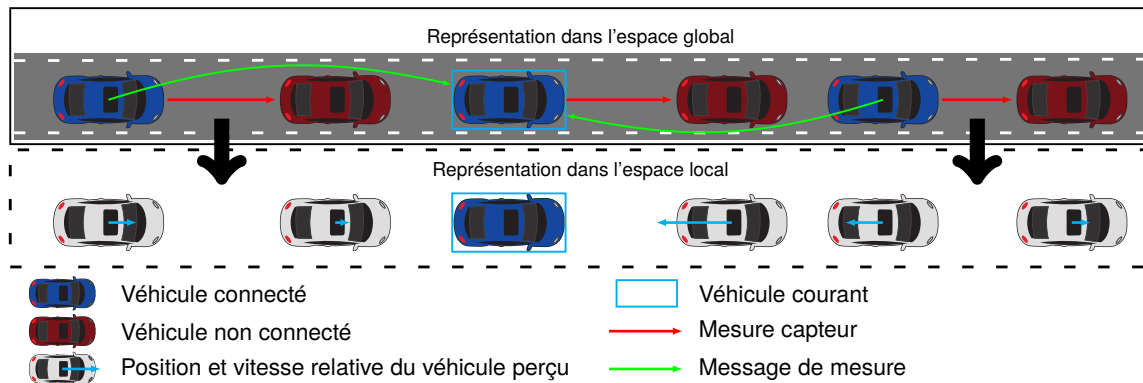 Représentation dans l'espace global
Représentation dans l'espace local
Véhicule connecté
Véhicule courant
Véhicule non connecté
Mesure capteur
Position et vitesse relative du véhicule perçu
Message de mesure